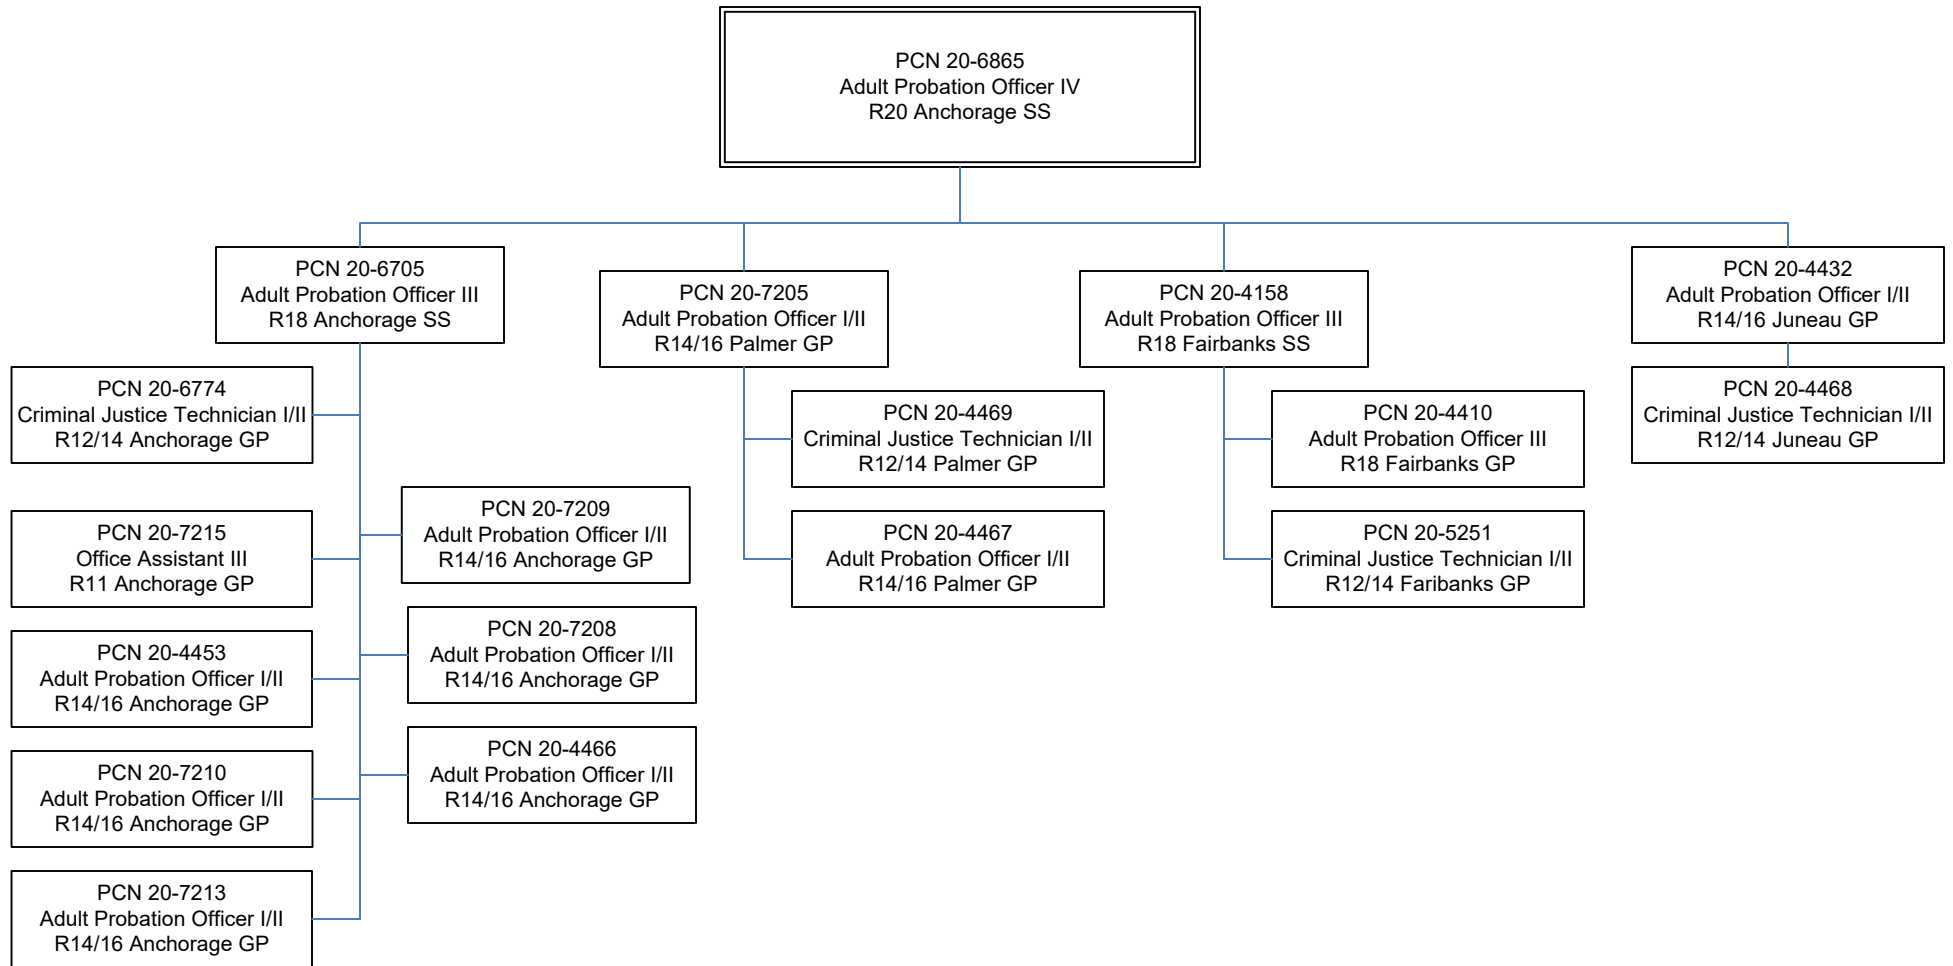 PCN 20-6865
Adult Probation Officer IV
R20 Anchorage SS
PCN 20-6705
Adult Probation Officer III
R18 Anchorage SS
PCN 20-7205
Adult Probation Officer I/II
R14/16 Palmer GP
PCN 20-4158
Adult Probation Officer III
R18 Fairbanks SS
PCN 20-4432
Adult Probation Officer I/II
R14/16 Juneau GP
PCN 20-6774
Criminal Justice Technician I/II
R12/14 Anchorage GP
PCN 20-4469
Criminal Justice Technician I/II
R12/14 Palmer GP
PCN 20-4410
Adult Probation Officer III
R18 Fairbanks GP
PCN 20-4468
Criminal Justice Technician I/II
R12/14 Juneau GP
PCN 20-7215
Office Assistant III
R11 Anchorage GP
PCN 20-7209
Adult Probation Officer I/II
R14/16 Anchorage GP
PCN 20-4467
Adult Probation Officer I/II
R14/16 Palmer GP
PCN 20-5251
Criminal Justice Technician I/II
R12/14 Faribanks GP
PCN 20-4453
Adult Probation Officer I/II
R14/16 Anchorage GP
PCN 20-7208
Adult Probation Officer I/II
R14/16 Anchorage GP
PCN 20-7210
Adult Probation Officer I/II
R14/16 Anchorage GP
PCN 20-4466
Adult Probation Officer I/II
R14/16 Anchorage GP
PCN 20-7213
Adult Probation Officer I/II
R14/16 Anchorage GP